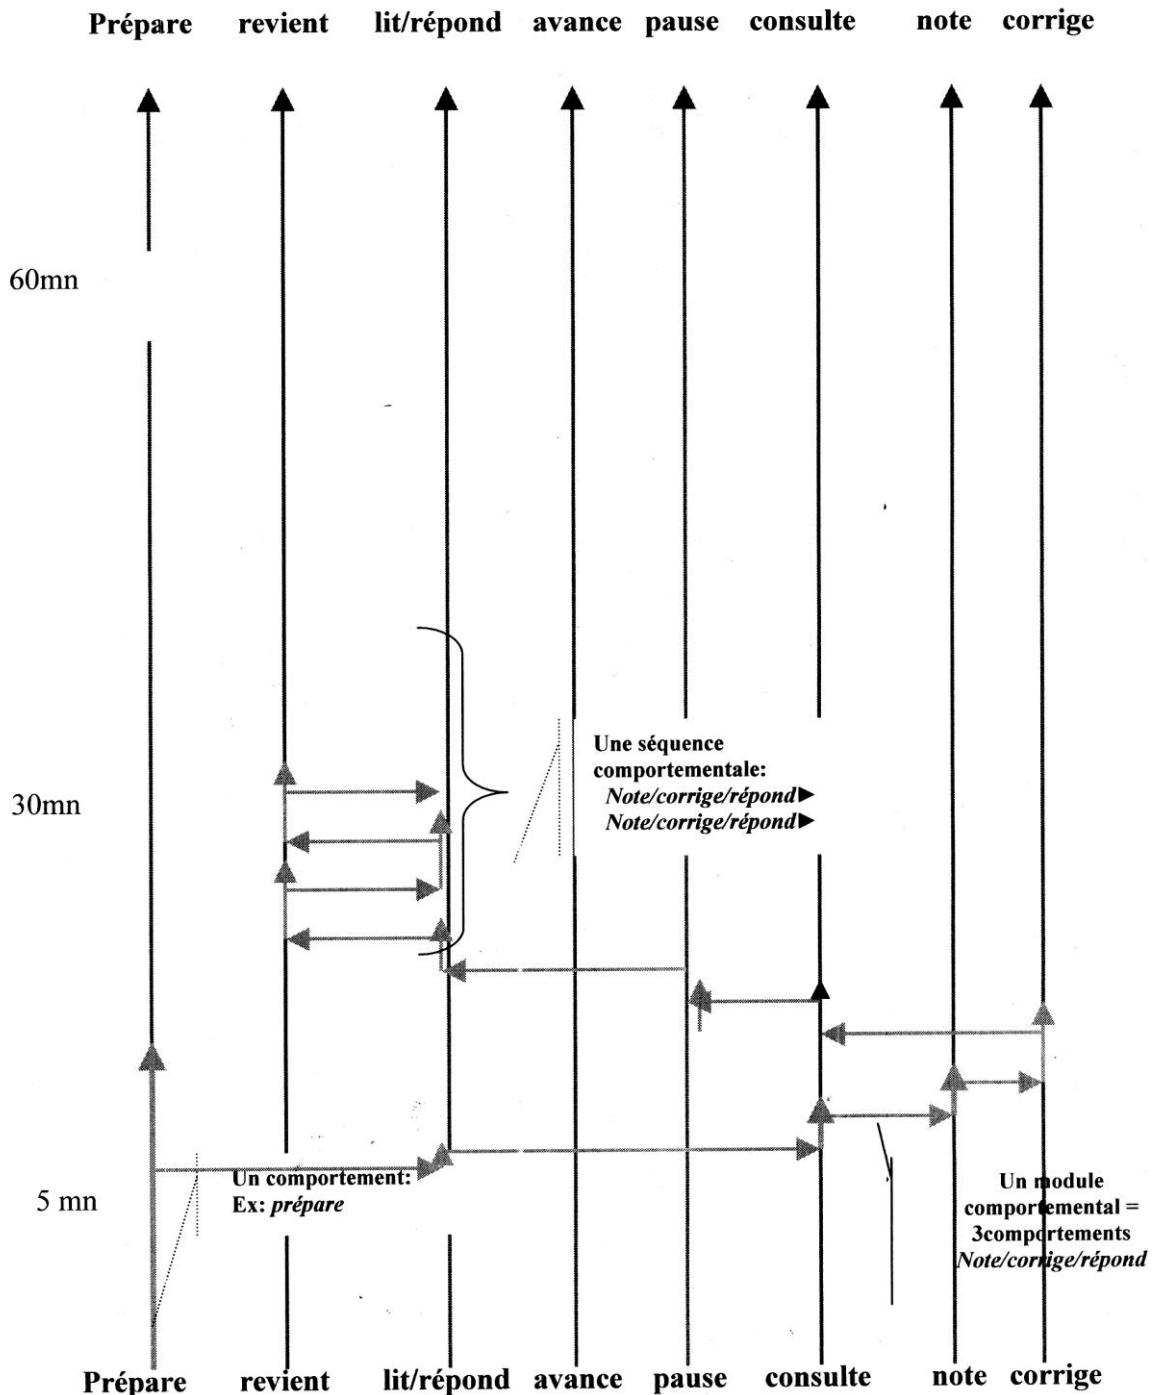 Prépare revient lit/répond avance pause consulte note corrige
60mn
Une séquence
comportementale:
Note/corrige/répond►
Note/corrige/répond►
30mn
Un comportement:
Ex: prépare
5 mn
Un module
comportemental =
3comportements
Note/corrige/répond
Prépare revient lit/répond avance pause consulte note corrige